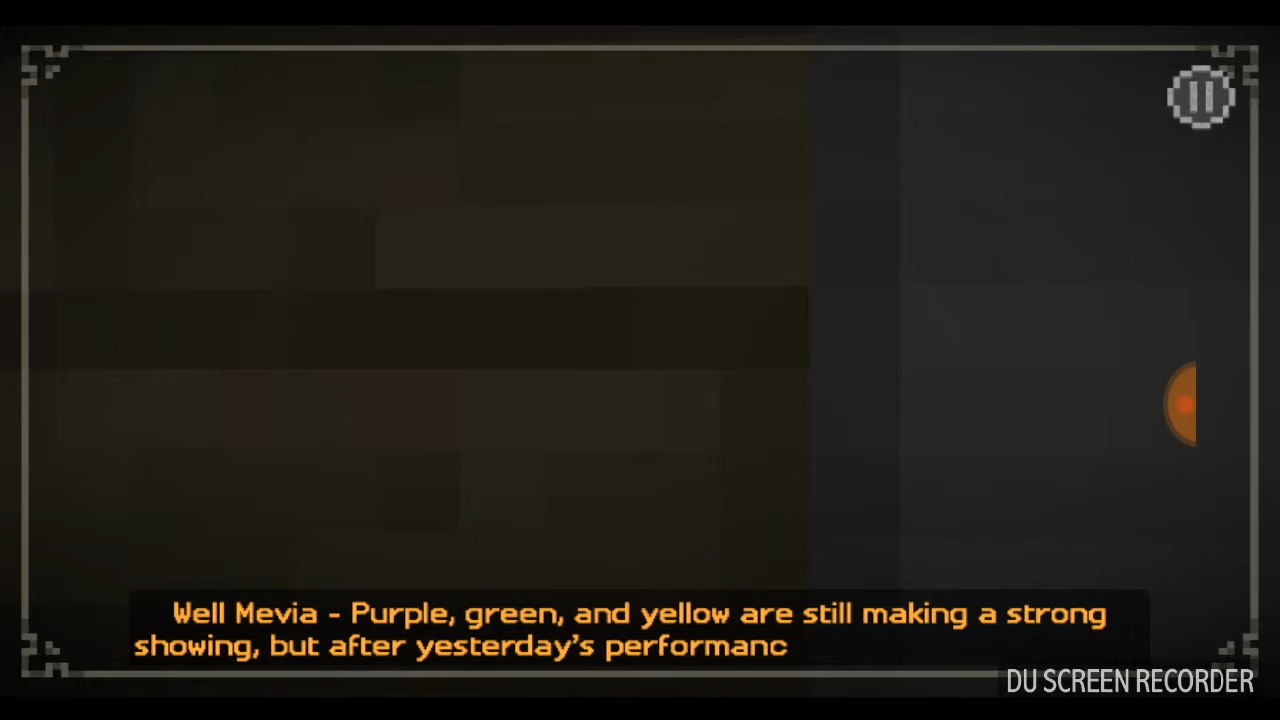 Well Mevia - Purple, green, and yellow are still making a strong
showing, but after yesterday's performanc
DU SCREEN RECORDER